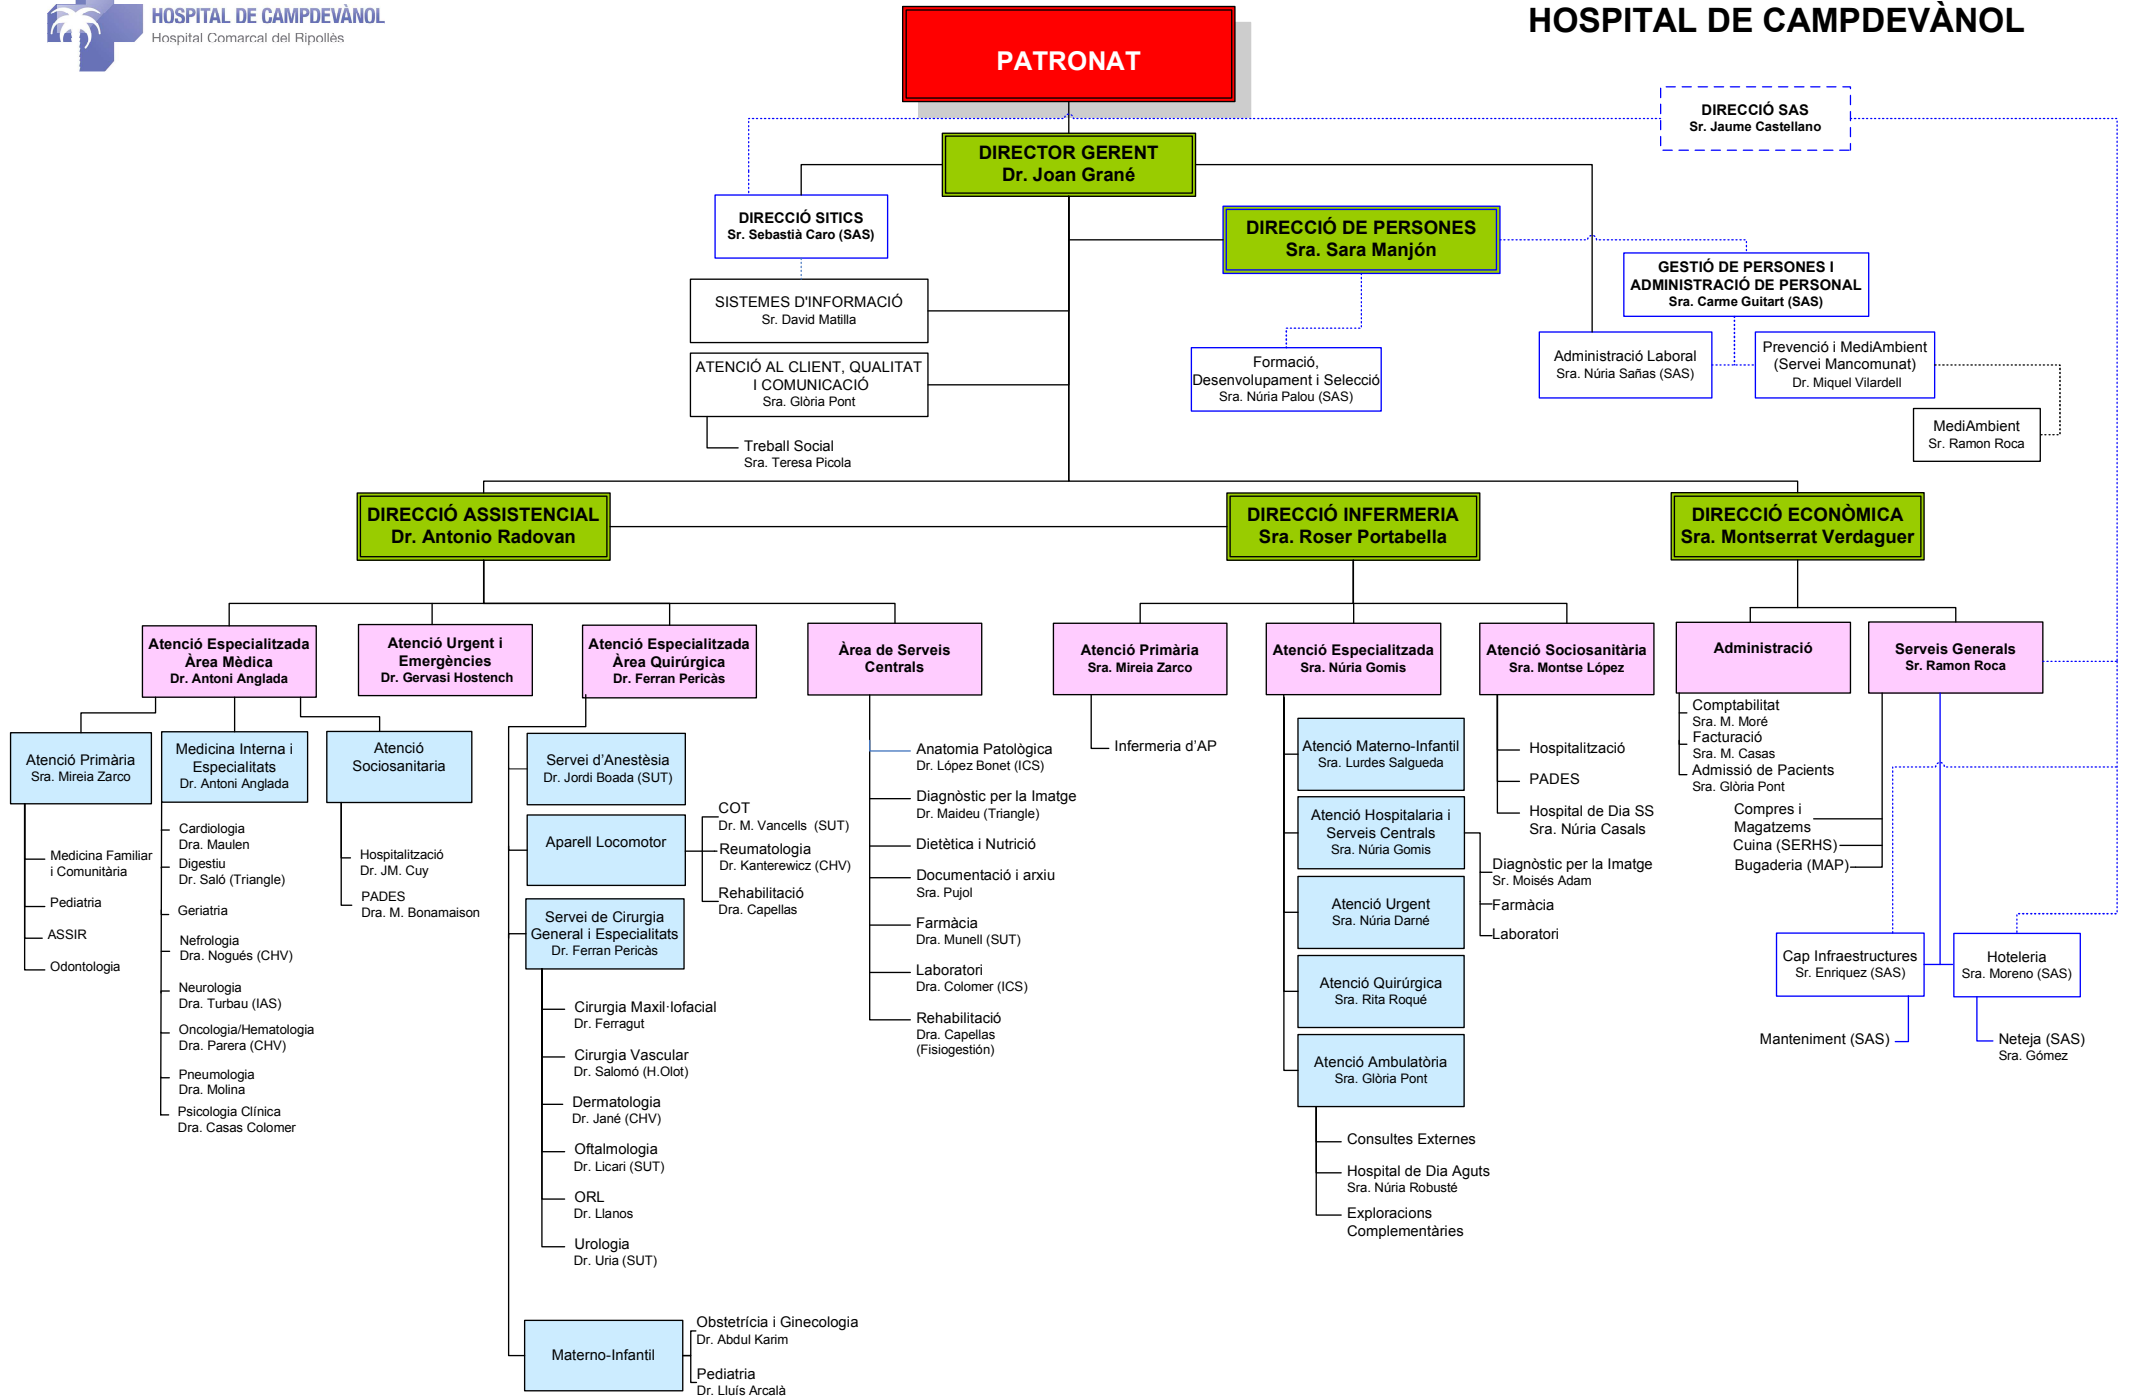 HOSPITAL DE CAMPDEVÀNOL
Hospital Comarcal del Ripollès
HOSPITAL DE CAMPDEVÀNOL
PATRONAT
DIRECCIÓ SAS
Sr. Jaume Castellano
DIRECTOR GERENT
Dr. Joan Grané
DIRECCIÓ SITICS
Sr. Sebastià Caro (SAS)
DIRECCIÓ DE PERSONES
Sra. Sara Manjón
GESTIÓ DE PERSONES I
ADMINISTRACIÓ DE PERSONAL
Sra. Carme Guitart (SAS)
SISTEMES D'INFORMACIÓ
Sr. David Matilla
ATENCIÓ AL CLIENT, QUALITAT
I COMUNICACIÓ
Sra. Glòria Pont
Treball Social
Sra. Teresa Picola
Formació,
Desenvolupament i Selecció
Sra. Núria Palou (SAS)
Administració Laboral
Sra. Núria Sañas (SAS)
Prevenció i MediAmbient
(Servei Mancomunat)
Dr. Miquel Vilardell
MediAmbient
Sr. Ramon Roca
DIRECCIÓ ASSISTENCIAL
Dr. Antonio Radovan
DIRECCIÓ INFERMERIA
Sra. Roser Portabella
DIRECCIÓ ECONÒMICA
Sra. Montserrat Verdaguer
Atenció Especialitzada
Àrea Mèdica
Dr. Antoni Anglada
Atenció Urgent i
Emergències
Dr. Gervasi Hostench
Atenció Especialitzada
Àrea Quirúrgica
Dr. Ferran Pericàs
Àrea de Serveis
Centrals
Atenció Primària
Sra. Mireia Zarco
Atenció Especialitzada
Sra. Núria Gomis
Atenció Sociosanitària
Sra. Montse López
Administració
Serveis Generals
Sr. Ramon Roca
Atenció Primària
Sra. Mireia Zarco
Medicina Familiar
i Comunitària
Pediatria
ASSIR
Odontologia
Medicina Interna i
Especialitats
Dr. Antoni Anglada
Cardiologia
Dra. Maulen
Digestiu
Dr. Saló (Triangle)
Geriatria
Nefrologia
Dra. Nogués (CHV)
Neurologia
Dra. Turbau (IAS)
Oncologia/Hematologia
Dra. Parera (CHV)
Pneumologia
Dra. Molina
Psicologia Clínica
Dra. Casas Colomer
Atenció
Sociosanitaria
Hospitalització
Dr. JM. Cuy
PADES
Dra. M. Bonamaison
Servei d'Anestèsia
Dr. Jordi Boada (SUT)
Aparell Locomotor
COT
Dr. M. Vancells (SUT)
Reumatologia
Dr. Kanterewicz (CHV)
Rehabilitació
Dra. Capellas
Servei de Cirurgia
General i Especialitats
Dr. Ferran Pericàs
Cirurgia Maxil·lofacial
Dr. Ferragut
Cirurgia Vascular
Dr. Salomó (H.Olot)
Dermatologia
Dr. Jané (CHV)
Oftalmologia
Dr. Licari (SUT)
ORL
Dr. Llanos
Urologia
Dr. Uria (SUT)
Materno-Infantil
Obstetrícia i Ginecologia
Dr. Abdul Karim
Pediatria
Dr. Lluís Arcalà
Anatomia Patològica
Dr. López Bonet (ICS)
Diagnòstic per la Imatge
Dr. Maideu (Triangle)
Dietètica i Nutrició
Documentació i arxiu
Sra. Pujol
Farmàcia
Dra. Munell (SUT)
Laboratori
Dra. Colomer (ICS)
Rehabilitació
Dra. Capellas
(Fisiogestión)
Infermeria d'AP
Atenció Materno-Infantil
Sra. Lurdes Salgueda
Atenció Hospitalaria i
Serveis Centrals
Sra. Núria Gomis
Diagnòstic per la Imatge
Sr. Moisés Adam
Farmàcia
Laboratori
Atenció Urgent
Sra. Núria Darné
Atenció Quirúrgica
Sra. Rita Roqué
Atenció Ambulatòria
Sra. Glòria Pont
Consultes Externes
Hospital de Dia Aguts
Sra. Núria Robusté
Exploracions
Complementàries
Hospitalització
PADES
Hospital de Dia SS
Sra. Núria Casals
Comptabilitat
Sra. M. Moré
Facturació
Sra. M. Casas
Admissió de Pacients
Sra. Glòria Pont
Compres i
Magatzems
Cuina (SERHS)
Bugaderia (MAP)
Cap Infraestructures
Sr. Enriquez (SAS)
Hoteleria
Sra. Moreno (SAS)
Manteniment (SAS)
Neteja (SAS)
Sra. Gómez